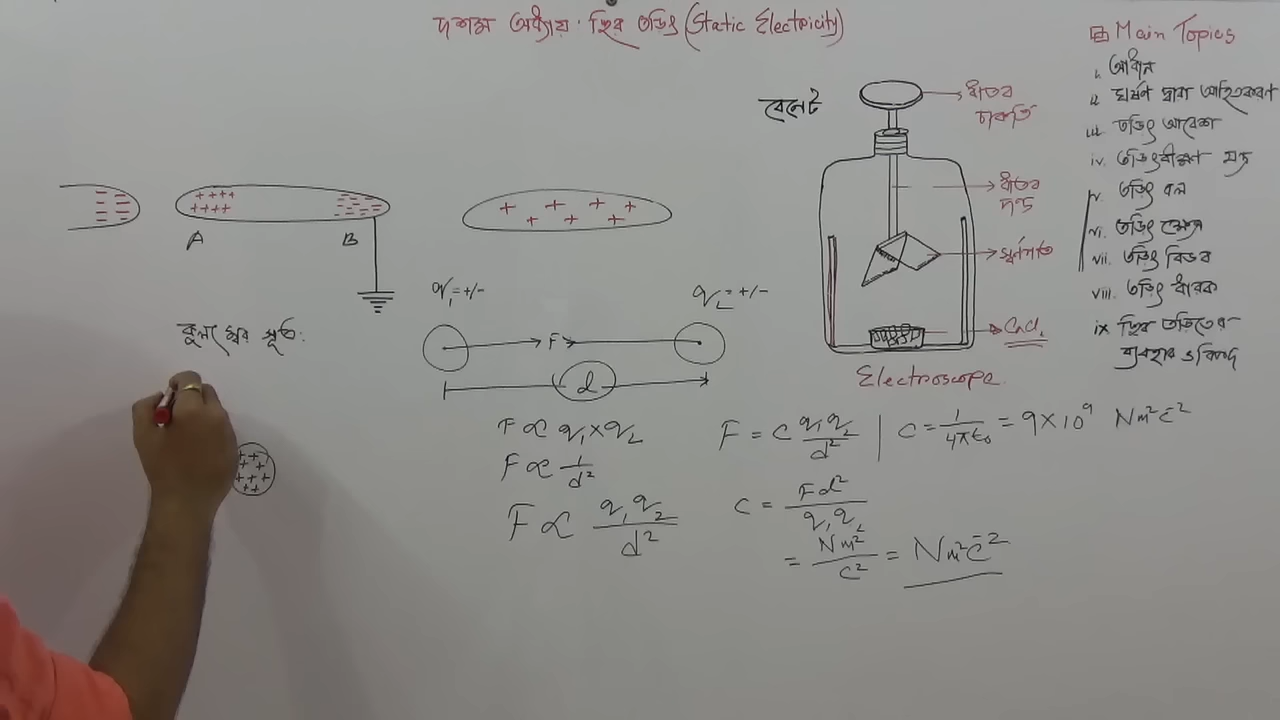 দশম অধ্যায় : স্থির তড়িৎ (Static Electricity)
Main Topics
i. আধান
ii. ঘর্ষণ দ্বারা আহিতকরণ
iii. তড়িৎ আবেশ
iv. তড়িৎবীক্ষণ যন্ত্র
v. তড়িৎ বল
vi. তড়িৎ ক্ষেত্র
vii. তড়িৎ বিভব
viii. তড়িৎ ধারক
ix স্থির তড়িতের
ব্যবহার ও বিপদ
বেলেট
ধাতব
চাকতি
ধাতব
দণ্ড
স্বর্ণপাত
CaCl₂
Electroscope
- - - -
+ + + +
+ + + +
- - - -
A B
+ + + +
+ + +
কুলম্বের সূত্র:
q₁=+/- q₂=+/-
F
d
F ∝ q₁×q₂
F ∝ 1/d²
F ∝ q₁q₂/d²
F = C q₁q₂/d² | C = 1/4πε₀ = 9×10⁹ Nm²C⁻²
C = Fd²/q₁q₂
= Nm²/C² = Nm²C⁻²
+ +
+ +
+ + +
+ +